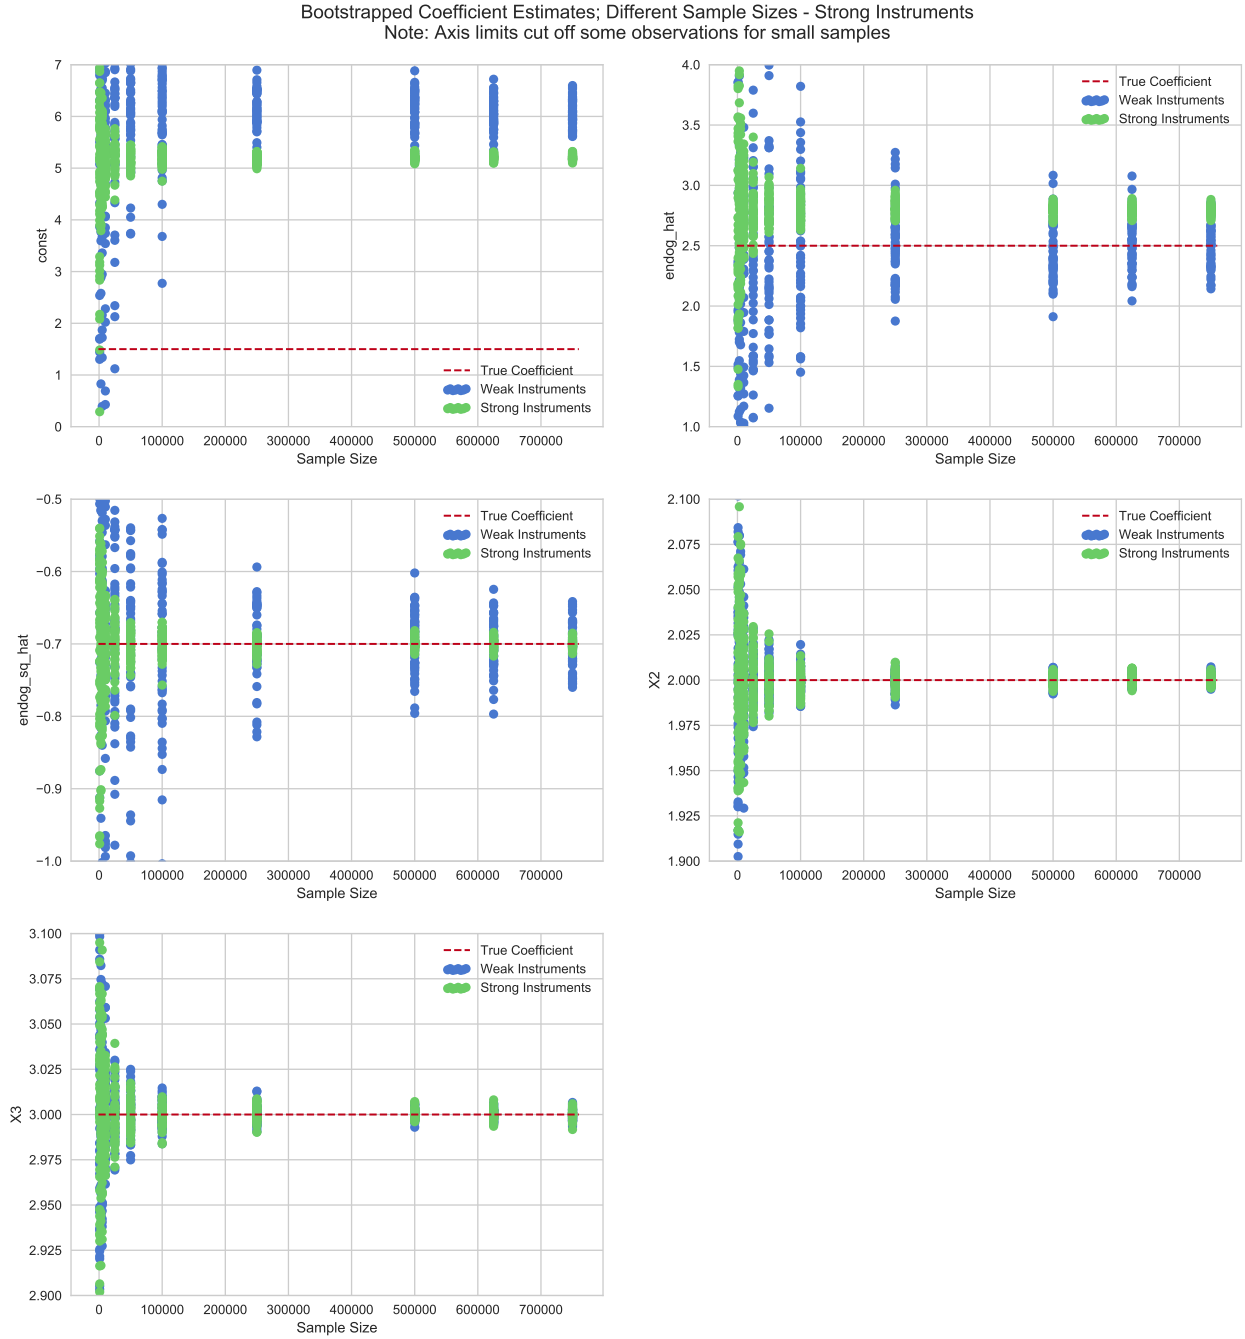 Bootstrapped Coefficient Estimates; Different Sample Sizes - Strong Instruments
Note: Axis limits cut off some observations for small samples
7
6
5
4
3
2
1
0
const
0 100000 200000 300000 400000 500000 600000 700000
Sample Size
True Coefficient
Weak Instruments
Strong Instruments
4.0
3.5
3.0
2.5
2.0
1.5
1.0
endog_hat
0 100000 200000 300000 400000 500000 600000 700000
Sample Size
True Coefficient
Weak Instruments
Strong Instruments
−0.5
−0.6
−0.7
−0.8
−0.9
−1.0
endog_sq_hat
0 100000 200000 300000 400000 500000 600000 700000
Sample Size
True Coefficient
Weak Instruments
Strong Instruments
2.100
2.075
2.050
2.025
2.000
1.975
1.950
1.925
1.900
X2
0 100000 200000 300000 400000 500000 600000 700000
Sample Size
True Coefficient
Weak Instruments
Strong Instruments
3.100
3.075
3.050
3.025
3.000
2.975
2.950
2.925
2.900
X3
0 100000 200000 300000 400000 500000 600000 700000
Sample Size
True Coefficient
Weak Instruments
Strong Instruments